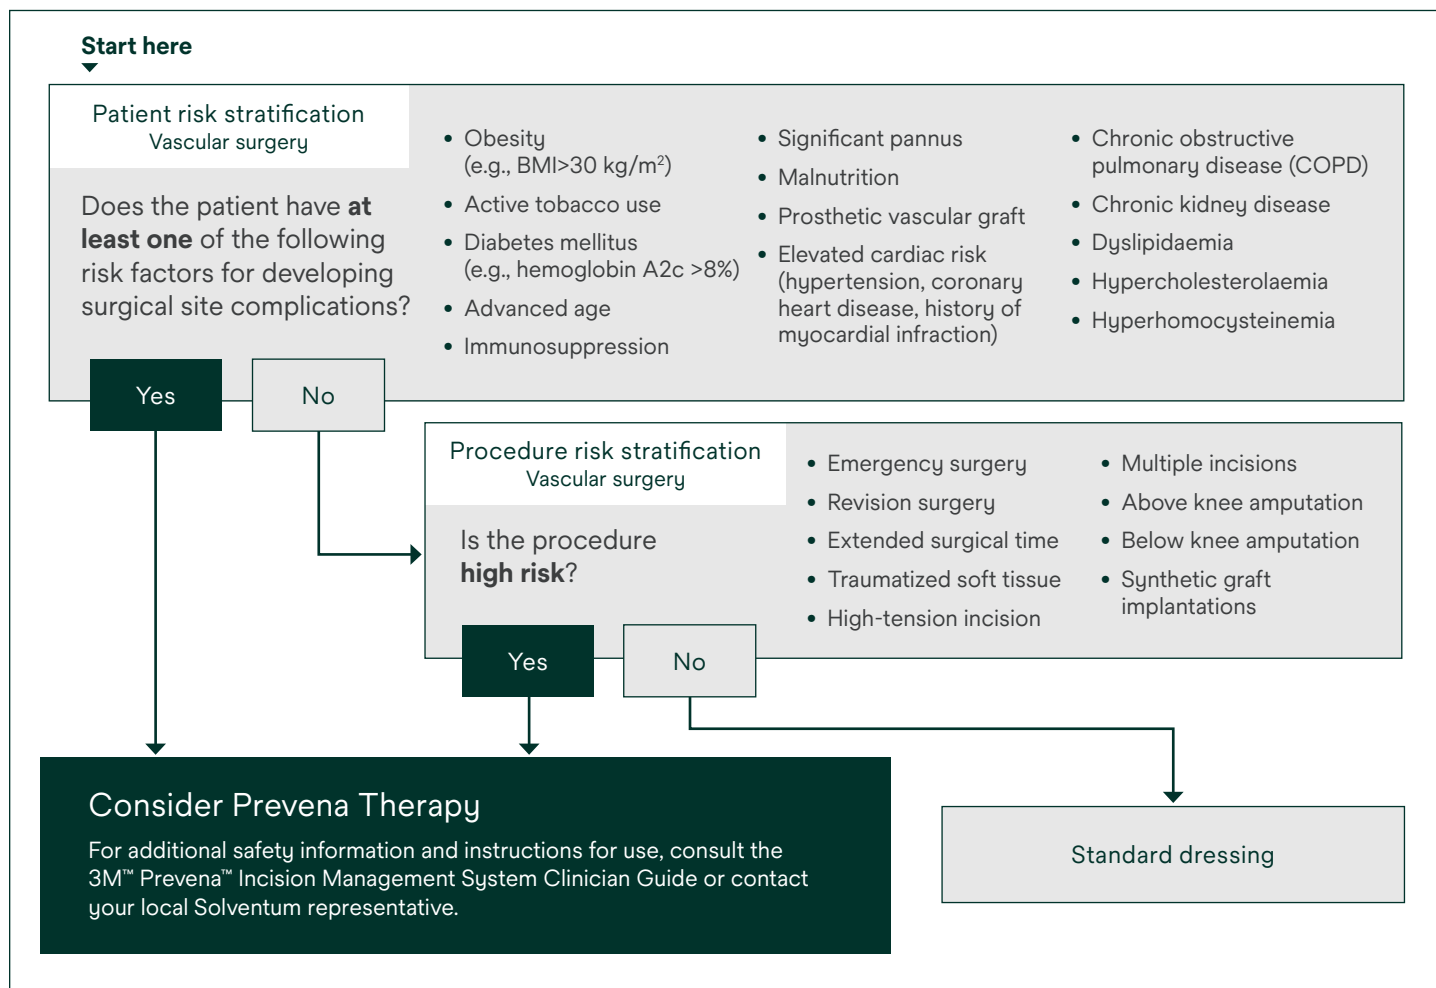 Start here
Patient risk stratification
Vascular surgery
Does the patient have at
least one of the following
risk factors for developing
surgical site complications?
• Obesity
(e.g., BMI>30 kg/m²)
• Active tobacco use
• Diabetes mellitus
(e.g., hemoglobin A2c >8%)
• Advanced age
• Immunosuppression
• Significant pannus
• Malnutrition
• Prosthetic vascular graft
• Elevated cardiac risk
(hypertension, coronary
heart disease, history of
myocardial infraction)
• Chronic obstructive
pulmonary disease (COPD)
• Chronic kidney disease
• Dyslipidaemia
• Hypercholesterolaemia
• Hyperhomocysteinemia
Yes
No
Procedure risk stratification
Vascular surgery
Is the procedure
high risk?
• Emergency surgery
• Revision surgery
• Extended surgical time
• Traumatized soft tissue
• High-tension incision
• Multiple incisions
• Above knee amputation
• Below knee amputation
• Synthetic graft
implantations
Yes
No
Consider Prevena Therapy
For additional safety information and instructions for use, consult the
3M™ Prevena™ Incision Management System Clinician Guide or contact
your local Solventum representative.
Standard dressing